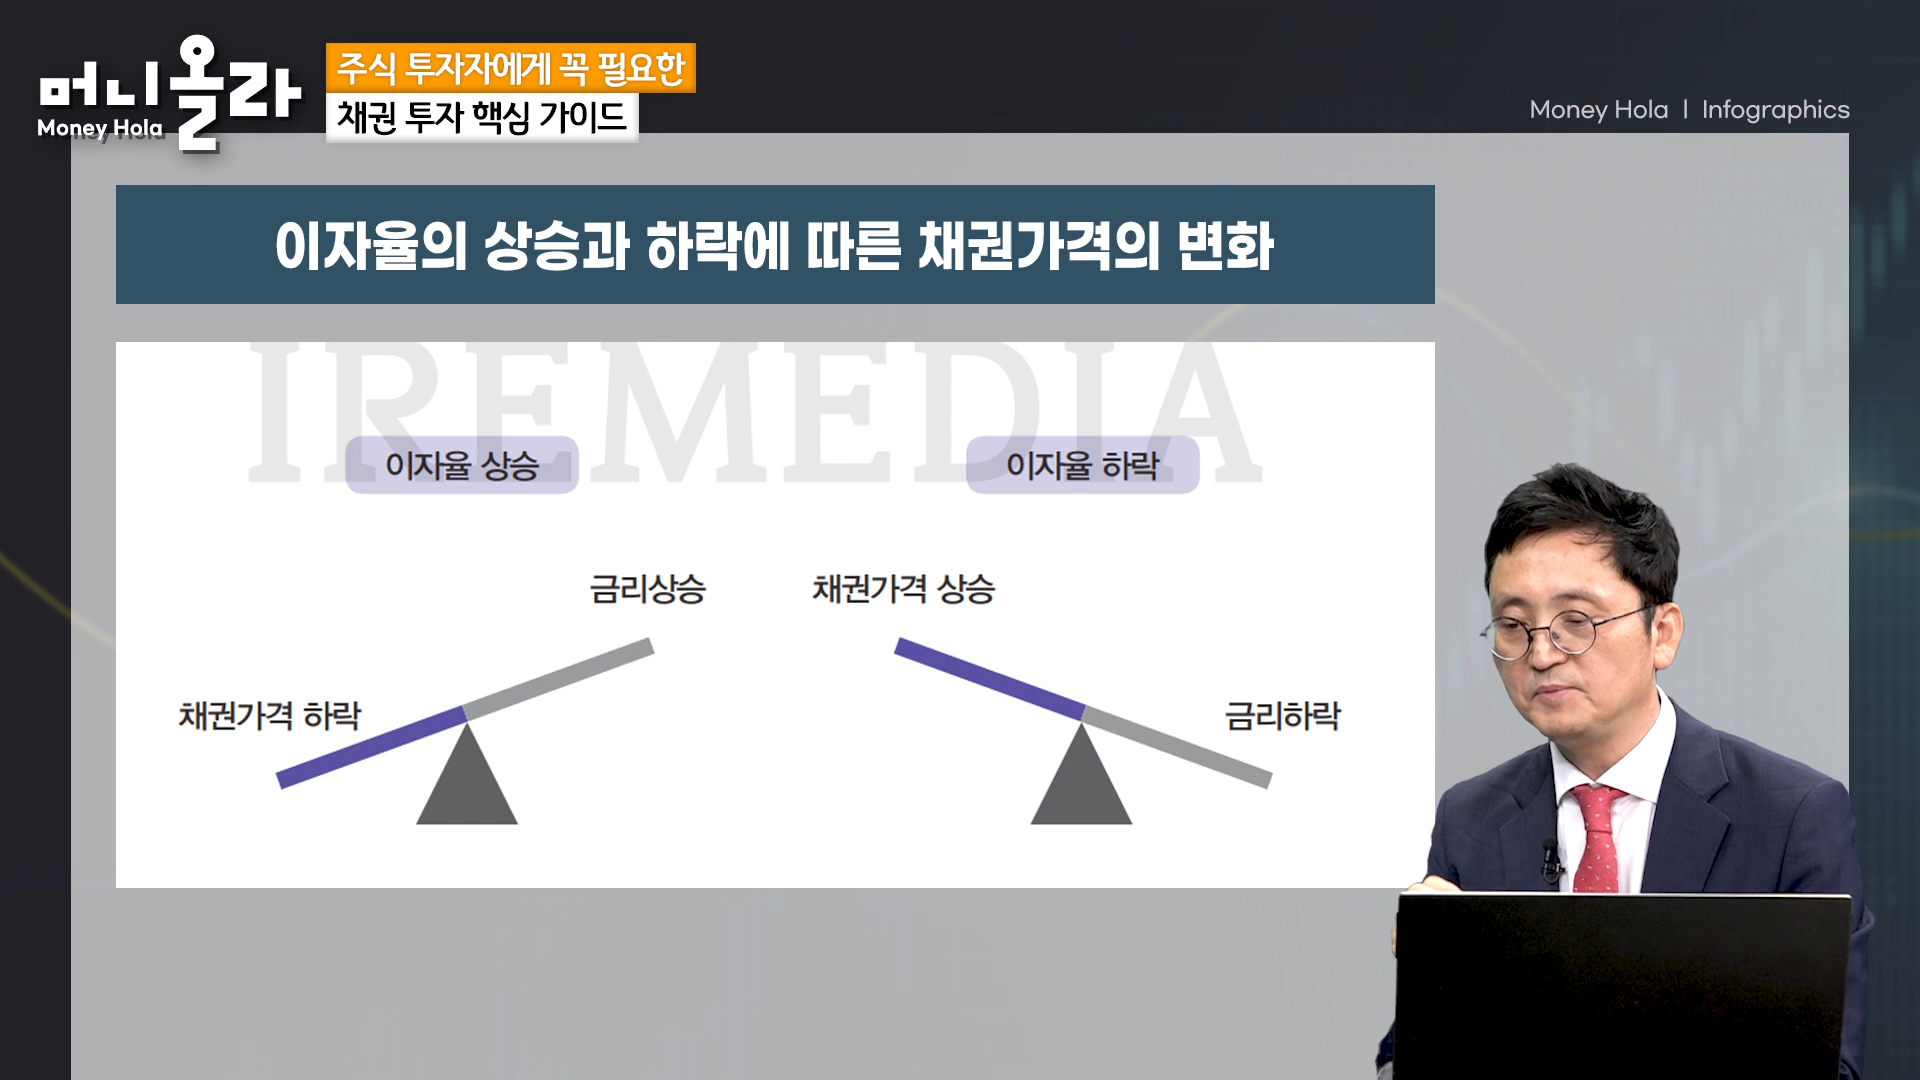 머니올라
Money Hola
주식 투자자에게 꼭 필요한
채권 투자 핵심 가이드
Money Hola | Infographics
이자율의 상승과 하락에 따른 채권가격의 변화
IREMEDIA
이자율 상승
이자율 하락
금리상승
채권가격 상승
채권가격 하락
금리하락